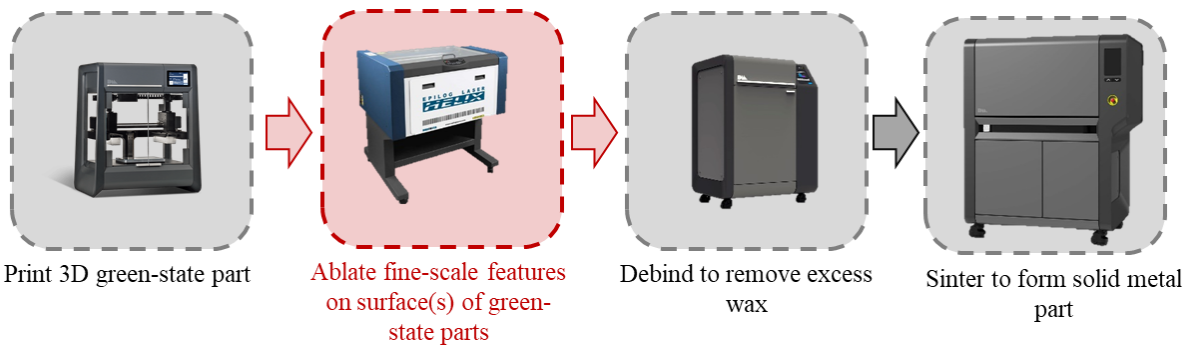 EPILOG LASER
HELIX
Print 3D green-state part
Ablate fine-scale features
on surface(s) of green-
state parts
Debind to remove excess
wax
Sinter to form solid metal
part